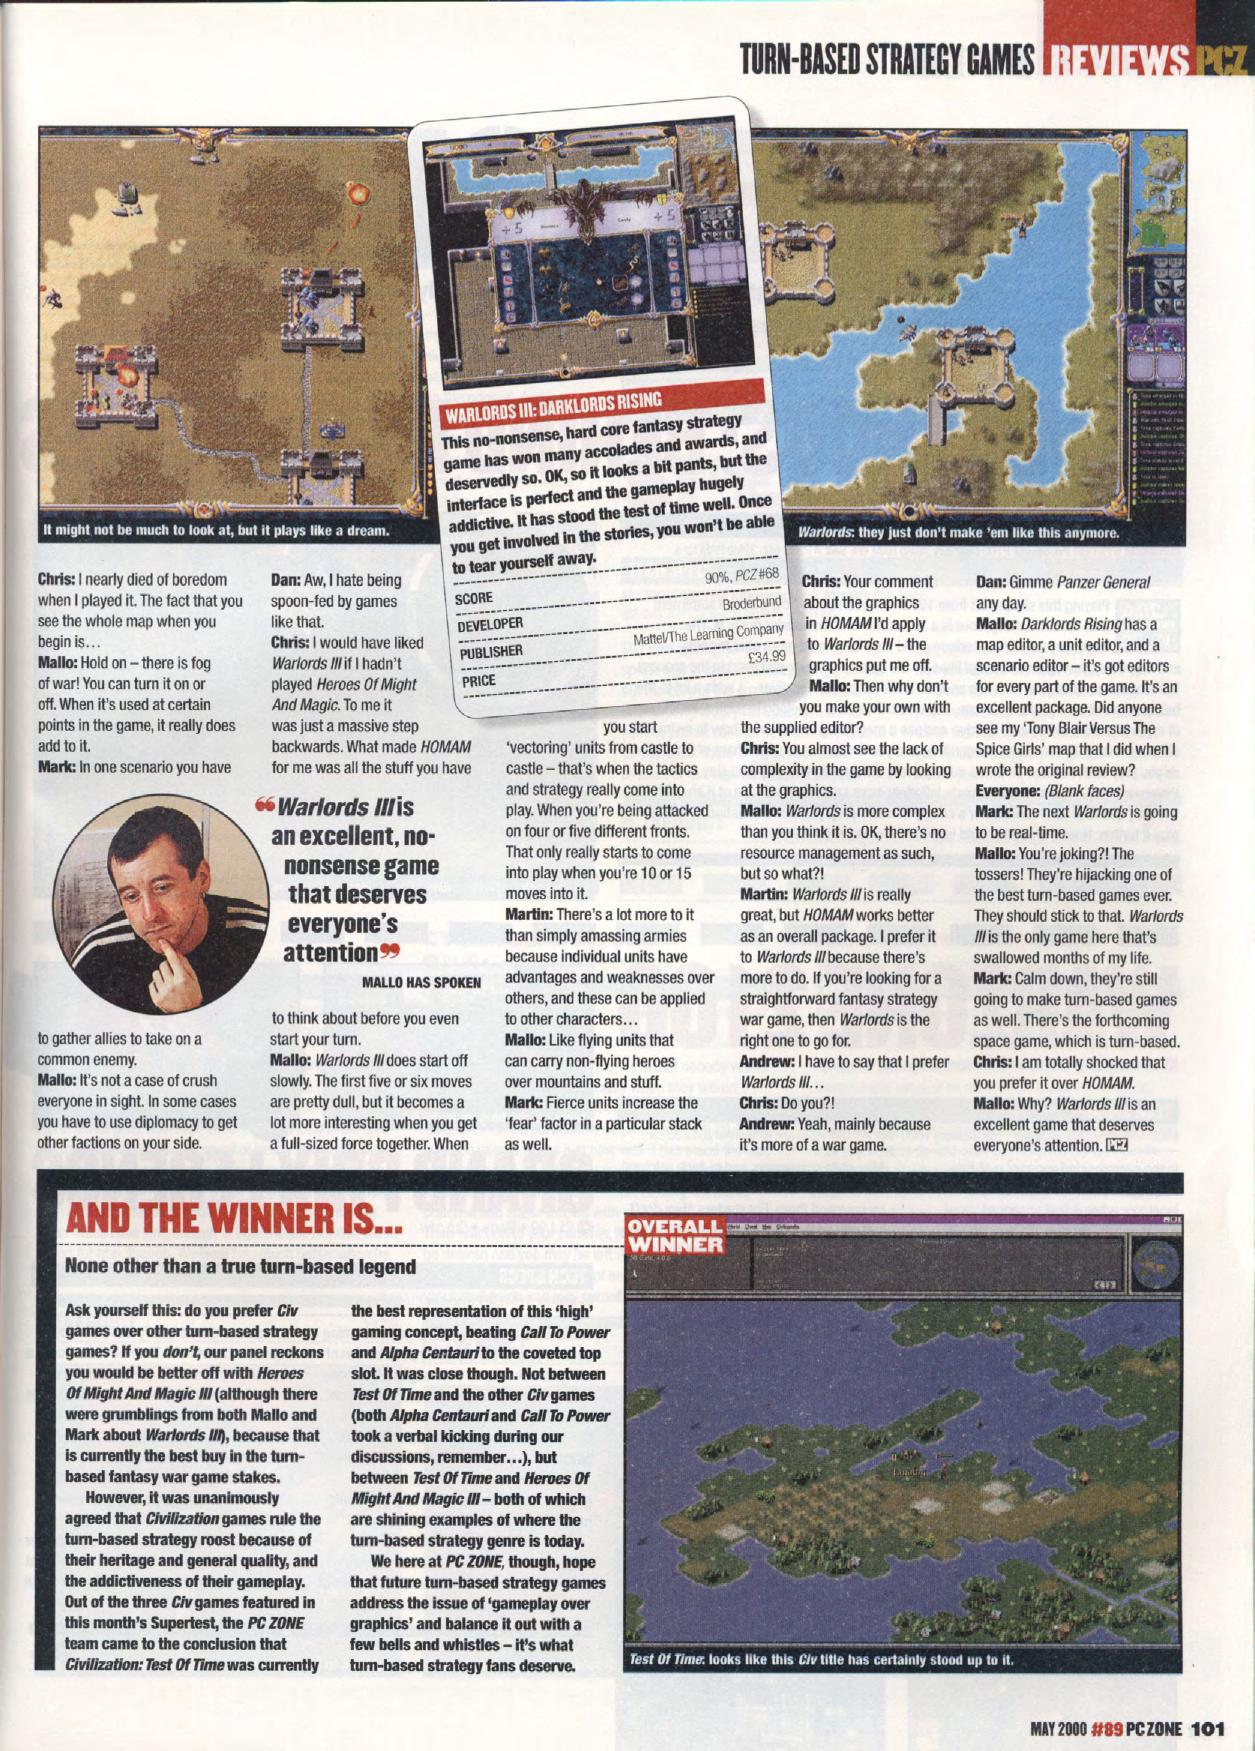 TURN-BASED STRATEGY GAMES REVIEWS PCZ
It might not be much to look at, but it plays like a dream.
+5
+5
WARLORDS III: DARKLORDS RISING
This no-nonsense, hard core fantasy strategy
game has won many accolades and awards, and
deservedly so. OK, so it looks a bit pants, but the
interface is perfect and the gameplay hugely
addictive. It has stood the test of time well. Once
you get involved in the stories, you won't be able
to tear yourself away.
SCORE 90%, PCZ #68
DEVELOPER Broderbund
PUBLISHER Mattel/The Learning Company
PRICE £34.99
Warlords: they just don't make 'em like this anymore.
Chris: I nearly died of boredom
when I played it. The fact that you
see the whole map when you
begin is...
Mallo: Hold on – there is fog
of war! You can turn it on or
off. When it's used at certain
points in the game, it really does
add to it.
Mark: In one scenario you have
to gather allies to take on a
common enemy.
Mallo: It's not a case of crush
everyone in sight. In some cases
you have to use diplomacy to get
other factions on your side.
Dan: Aw, I hate being
spoon-fed by games
like that.
Chris: I would have liked
Warlords III if I hadn't
played Heroes Of Might
And Magic. To me it
was just a massive step
backwards. What made HOMAM
for me was all the stuff you have
“Warlords III is
an excellent, no-
nonsense game
that deserves
everyone's
attention”
MALLO HAS SPOKEN
to think about before you even
start your turn.
Mallo: Warlords III does start off
slowly. The first five or six moves
are pretty dull, but it becomes a
lot more interesting when you get
a full-sized force together. When
you start
'vectoring' units from castle to
castle – that's when the tactics
and strategy really come into
play. When you're being attacked
on four or five different fronts.
That only really starts to come
into play when you're 10 or 15
moves into it.
Martin: There's a lot more to it
than simply amassing armies
because individual units have
advantages and weaknesses over
others, and these can be applied
to other characters...
Mallo: Like flying units that
can carry non-flying heroes
over mountains and stuff.
Mark: Fierce units increase the
'fear' factor in a particular stack
as well.
Chris: Your comment
about the graphics
in HOMAM I'd apply
to Warlords III – the
graphics put me off.
Mallo: Then why don't
you make your own with
the supplied editor?
Chris: You almost see the lack of
complexity in the game by looking
at the graphics.
Mallo: Warlords is more complex
than you think it is. OK, there's no
resource management as such,
but so what?!
Martin: Warlords III is really
great, but HOMAM works better
as an overall package. I prefer it
to Warlords III because there's
more to do. If you're looking for a
straightforward fantasy strategy
war game, then Warlords is the
right one to go for.
Andrew: I have to say that I prefer
Warlords III...
Chris: Do you?!
Andrew: Yeah, mainly because
it's more of a war game.
Dan: Gimme Panzer General
any day.
Mallo: Darklords Rising has a
map editor, a unit editor, and a
scenario editor – it's got editors
for every part of the game. It's an
excellent package. Did anyone
see my 'Tony Blair Versus The
Spice Girls' map that I did when I
wrote the original review?
Everyone: (Blank faces)
Mark: The next Warlords is going
to be real-time.
Mallo: You're joking?! The
tossers! They're hijacking one of
the best turn-based games ever.
They should stick to that. Warlords
III is the only game here that's
swallowed months of my life.
Mark: Calm down, they're still
going to make turn-based games
as well. There's the forthcoming
space game, which is turn-based.
Chris: I am totally shocked that
you prefer it over HOMAM.
Mallo: Why? Warlords III is an
excellent game that deserves
everyone's attention. PCZ
AND THE WINNER IS...
None other than a true turn-based legend
Ask yourself this: do you prefer Civ
games over other turn-based strategy
games? If you don't, our panel reckons
you would be better off with Heroes
Of Might And Magic III (although there
were grumblings from both Mallo and
Mark about Warlords III), because that
is currently the best buy in the turn-
based fantasy war game stakes.
However, it was unanimously
agreed that Civilization games rule the
turn-based strategy roost because of
their heritage and general quality, and
the addictiveness of their gameplay.
Out of the three Civ games featured in
this month's Supertest, the PC ZONE
team came to the conclusion that
Civilization: Test Of Time was currently
the best representation of this 'high'
gaming concept, beating Call To Power
and Alpha Centauri to the coveted top
slot. It was close though. Not between
Test Of Time and the other Civ games
(both Alpha Centauri and Call To Power
took a verbal kicking during our
discussions, remember...), but
between Test Of Time and Heroes Of
Might And Magic III – both of which
are shining examples of where the
turn-based strategy genre is today.
We here at PC ZONE, though, hope
that future turn-based strategy games
address the issue of 'gameplay over
graphics' and balance it out with a
few bells and whistles – it's what
turn-based strategy fans deserve.
OVERALL
WINNER
Test Of Time: looks like this Civ title has certainly stood up to it.
MAY 2000 #89 PC ZONE 101